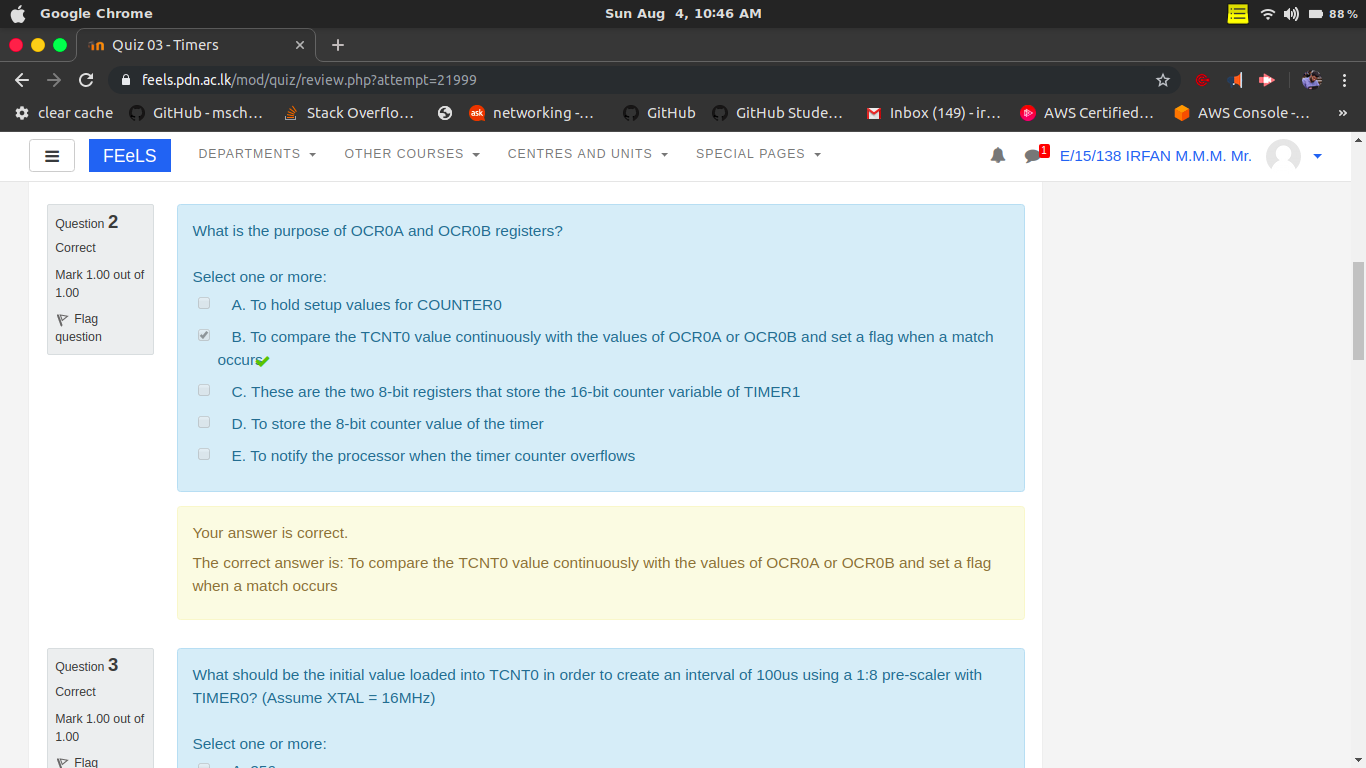 Google Chrome
Sun Aug 4, 10:46 AM
88%
Quiz 03 - Timers
feels.pdn.ac.lk/mod/quiz/review.php?attempt=21999
clear cache
GitHub - msch...
Stack Overflo...
ask
networking -...
GitHub
GitHub Stude...
Inbox (149) - ir...
AWS Certified...
AWS Console -...
»
FEeLS
DEPARTMENTS
OTHER COURSES
CENTRES AND UNITS
SPECIAL PAGES
1
E/15/138 IRFAN M.M.M. Mr.
Question 2
Correct
Mark 1.00 out of
1.00
Flag
question
What is the purpose of OCR0A and OCR0B registers?
Select one or more:
A. To hold setup values for COUNTER0
B. To compare the TCNT0 value continuously with the values of OCR0A or OCR0B and set a flag when a match
occurs
C. These are the two 8-bit registers that store the 16-bit counter variable of TIMER1
D. To store the 8-bit counter value of the timer
E. To notify the processor when the timer counter overflows
Your answer is correct.
The correct answer is: To compare the TCNT0 value continuously with the values of OCR0A or OCR0B and set a flag
when a match occurs
Question 3
Correct
Mark 1.00 out of
1.00
Flag
What should be the initial value loaded into TCNT0 in order to create an interval of 100us using a 1:8 pre-scaler with
TIMER0? (Assume XTAL = 16MHz)
Select one or more: